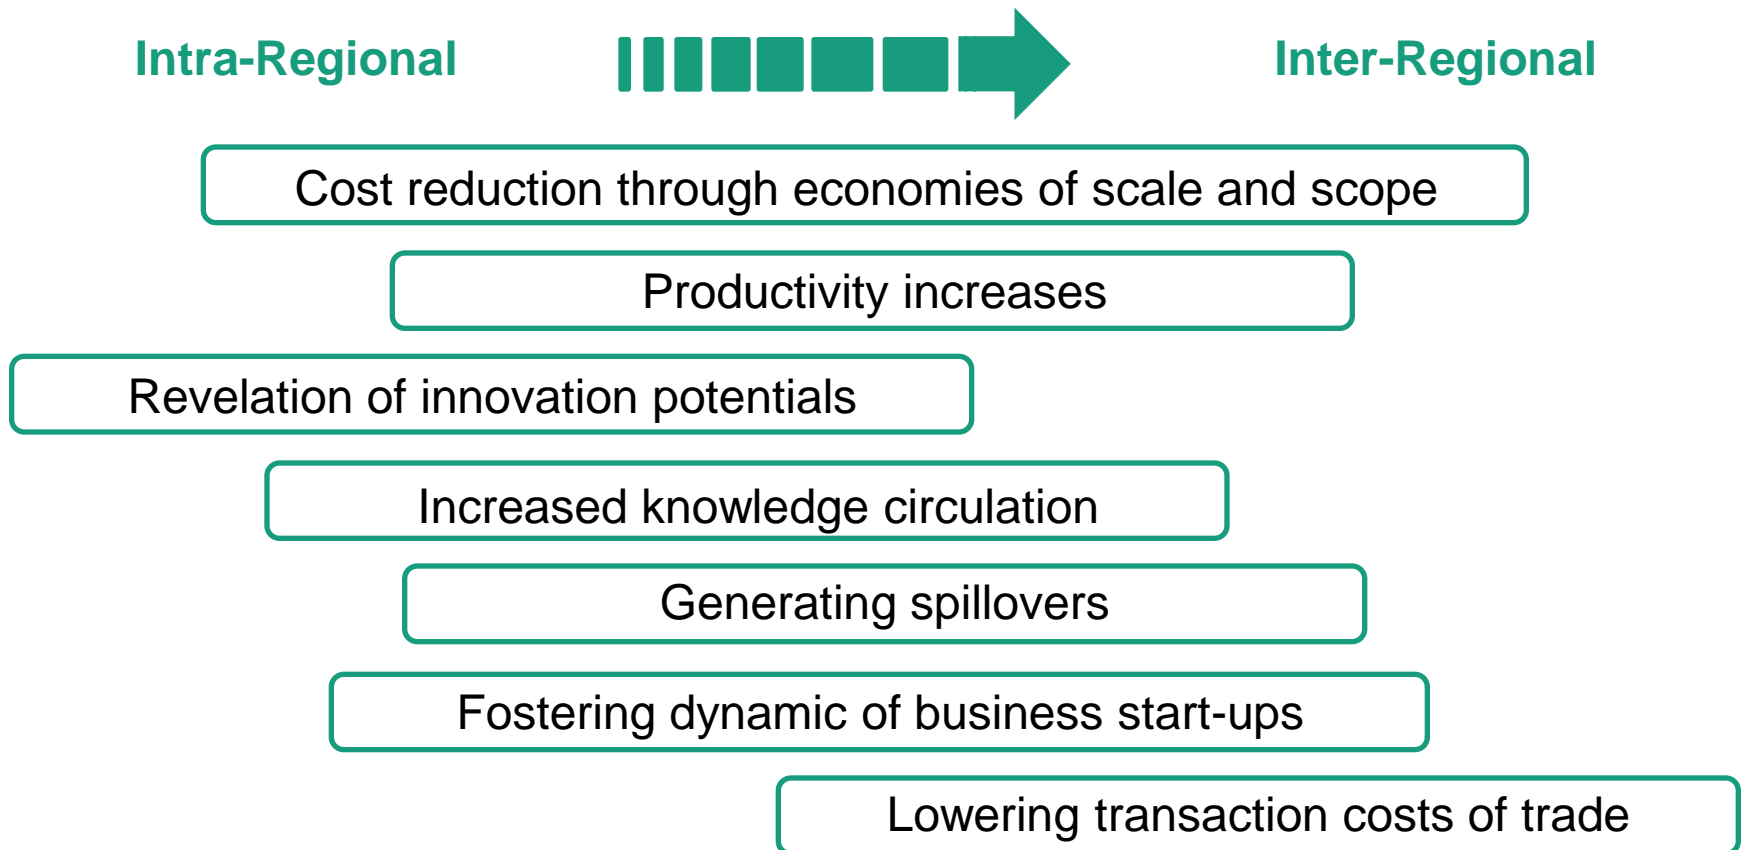 Intra-Regional
Inter-Regional
Cost reduction through economies of scale and scope
Productivity increases
Revelation of innovation potentials
Increased knowledge circulation
Generating spillovers
Fostering dynamic of business start-ups
Lowering transaction costs of trade